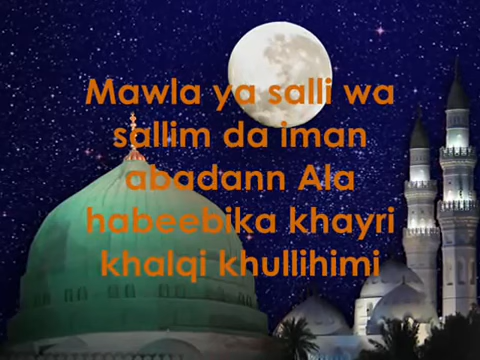 Mawla ya salli wa
sallim da iman
abadann Ala
habeebika khayri
khalqi khullihimi